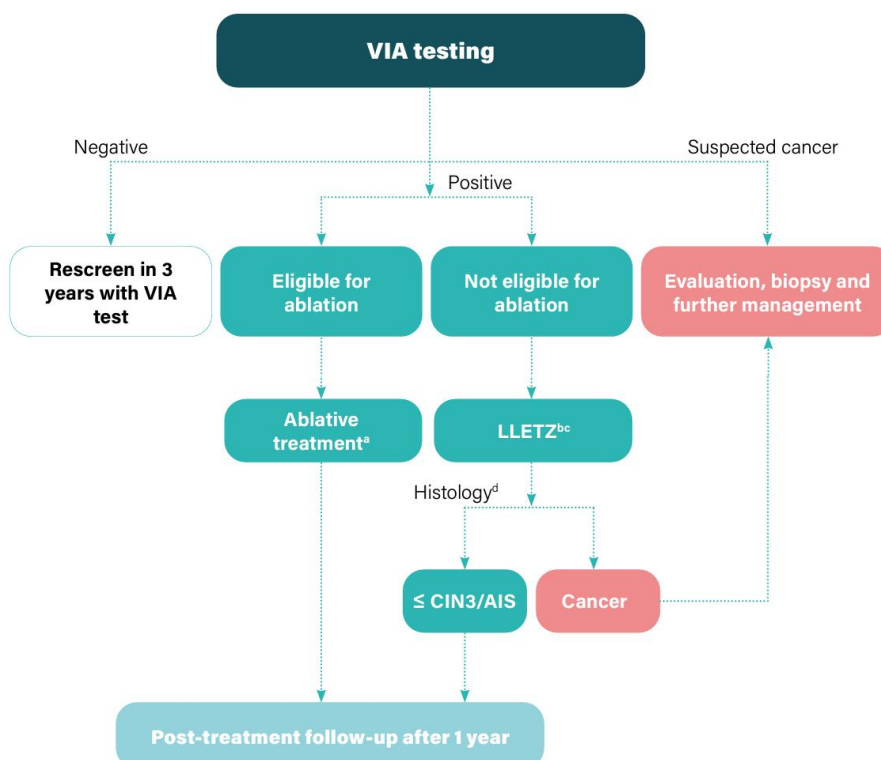 VIA testing
Negative
Suspected cancer
Positive
Rescreen in 3
years with VIA
test
Eligible for
ablation
Not eligible for
ablation
Evaluation, biopsy and
further management
Ablative
treatmentᵃ
LLETZᵇᶜ
Histologyᵈ
≤ CIN3/AIS
Cancer
Post-treatment follow-up after 1 year